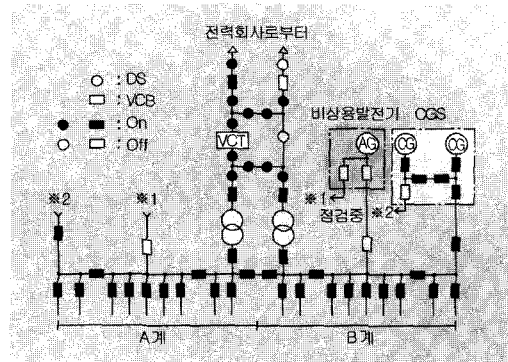 전력회사로부터
○ : DS
▭ : VCB
● ■ : On
○ ▭ : Off
VCT
비상용발전기 CGS
AG
CG
CG
※1
점검중
※2
※2
※1
A계
B계